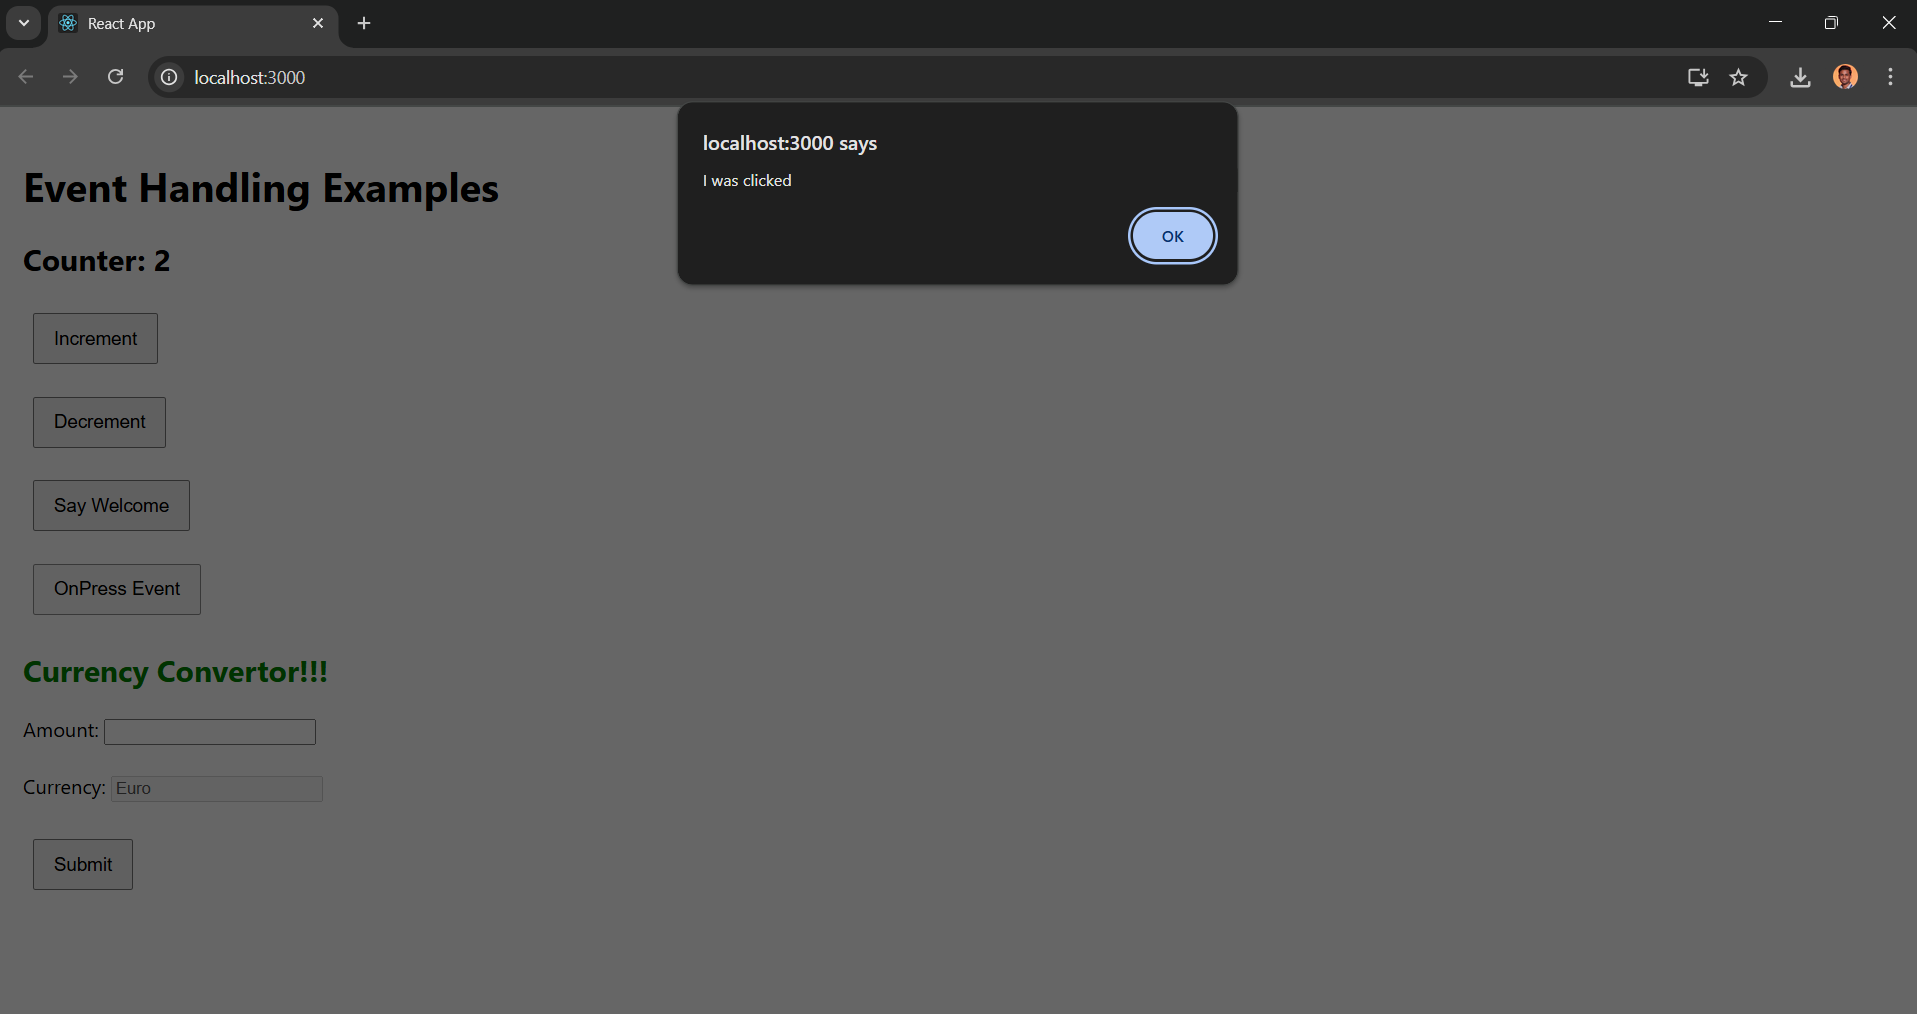 React App
localhost:3000
localhost:3000 says
I was clicked
OK
Event Handling Examples
Counter: 2
Increment
Decrement
Say Welcome
OnPress Event
Currency Convertor!!!
Amount:
Currency: Euro
Submit